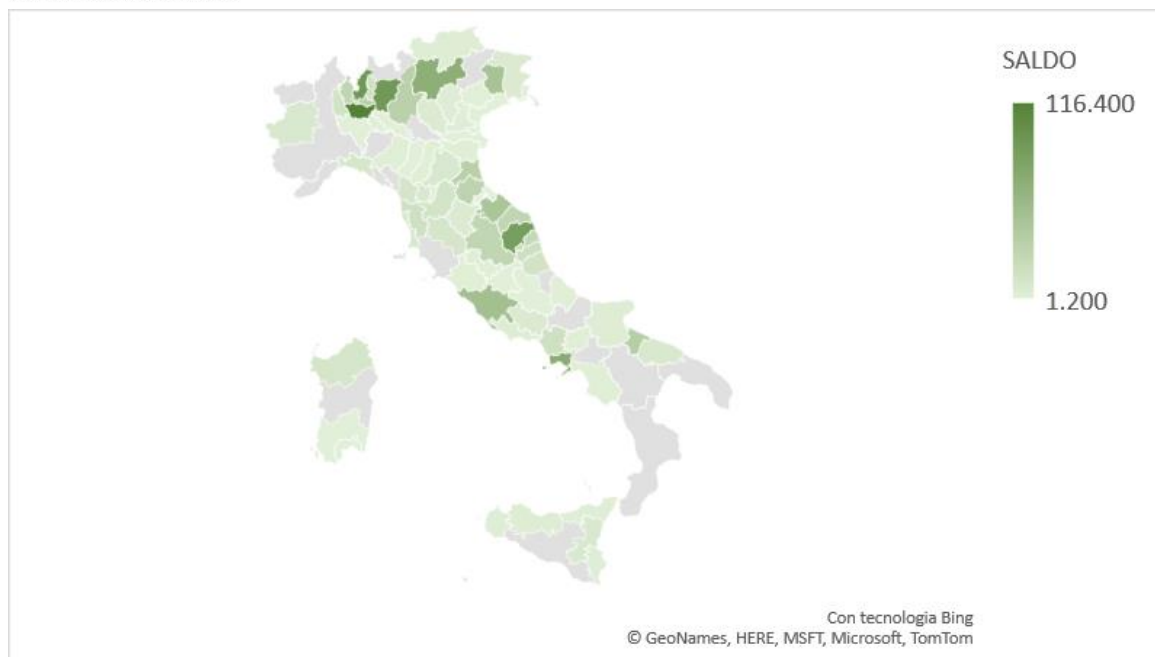 SALDO
116.400
1.200
Con tecnologia Bing
© GeoNames, HERE, MSFT, Microsoft, TomTom